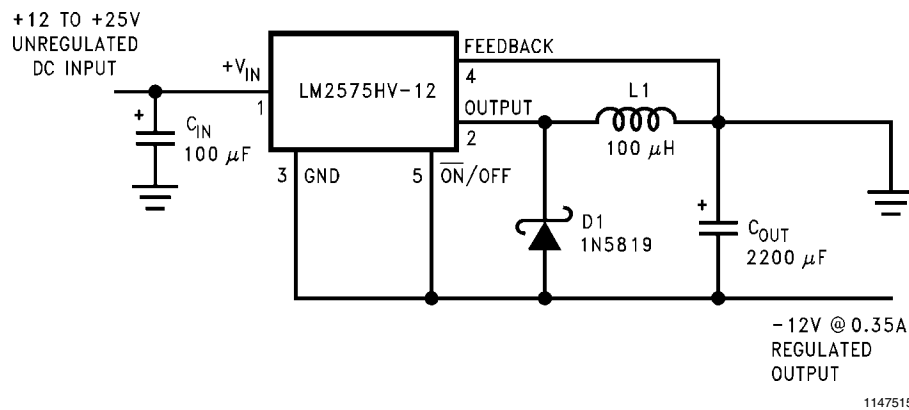 +12 TO +25V
UNREGULATED
DC INPUT
+VIN
1
CIN
100 μF
+
LM2575HV-12
FEEDBACK
4
OUTPUT
2
3 GND
5 ON/OFF
L1
100 μH
D1
1N5819
+
COUT
2200 μF
−12V @ 0.35A
REGULATED
OUTPUT
1147515